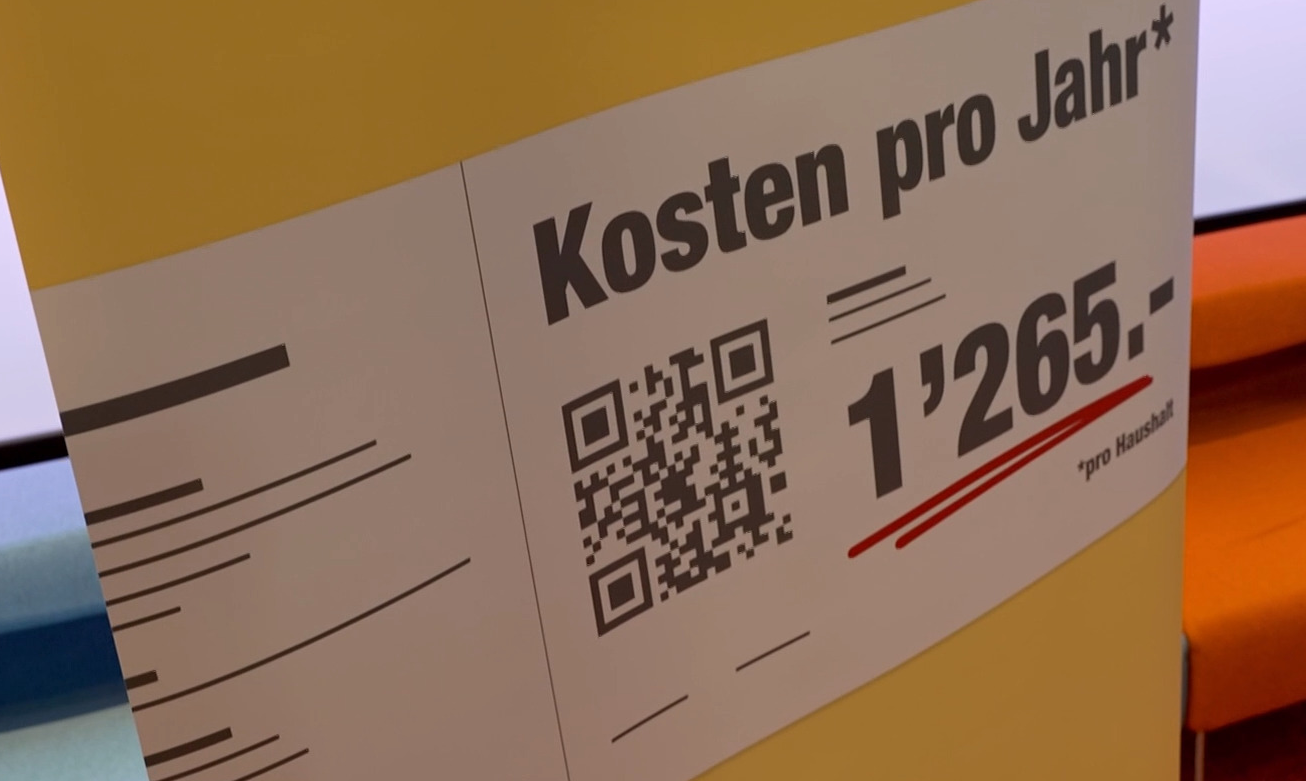 Kosten pro Jahr*
1’265.-
*pro Haushalt